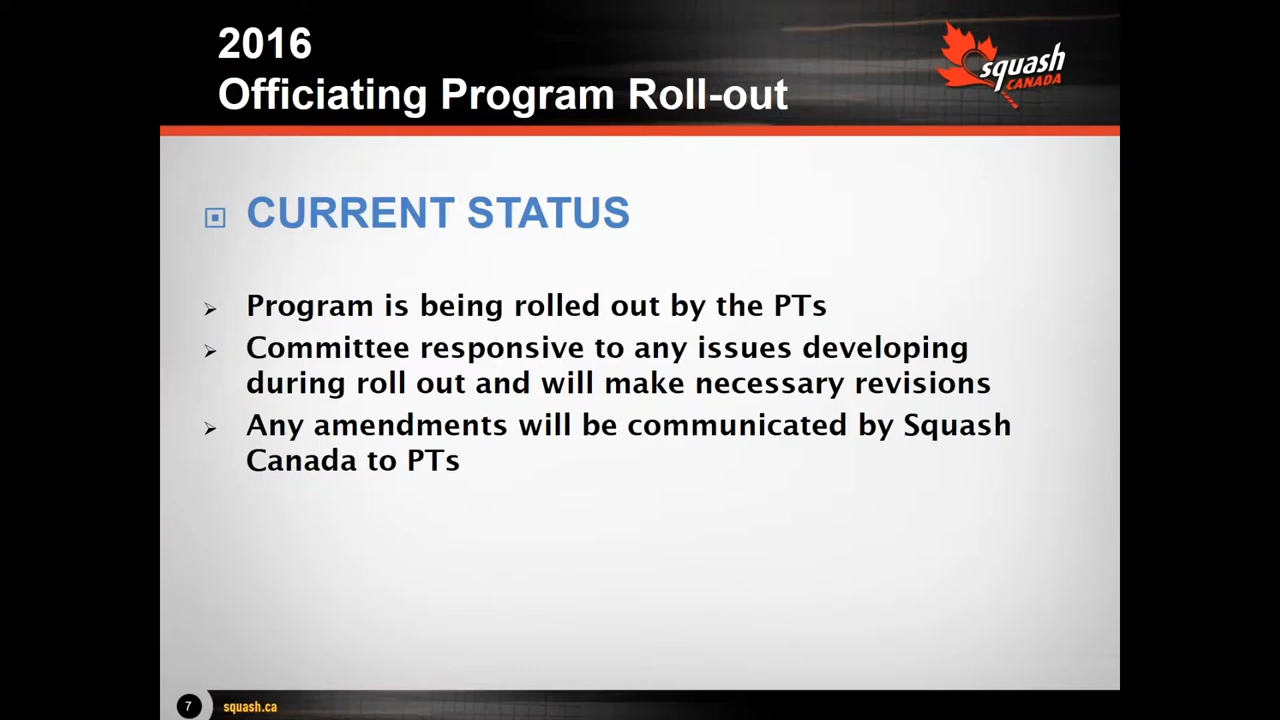 2016
Officiating Program Roll-out
squash
CANADA
CURRENT STATUS
Program is being rolled out by the PTs
Committee responsive to any issues developing
during roll out and will make necessary revisions
Any amendments will be communicated by Squash
Canada to PTs
7
squash.ca